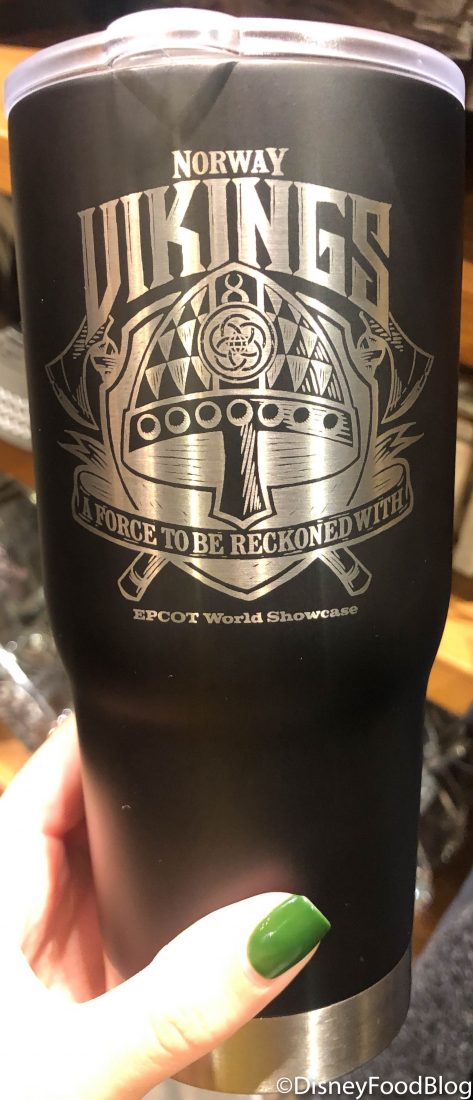 NORWAY
VIKINGS
A FORCE TO BE RECKONED WITH
EPCOT World Showcase
©DisneyFoodBlog